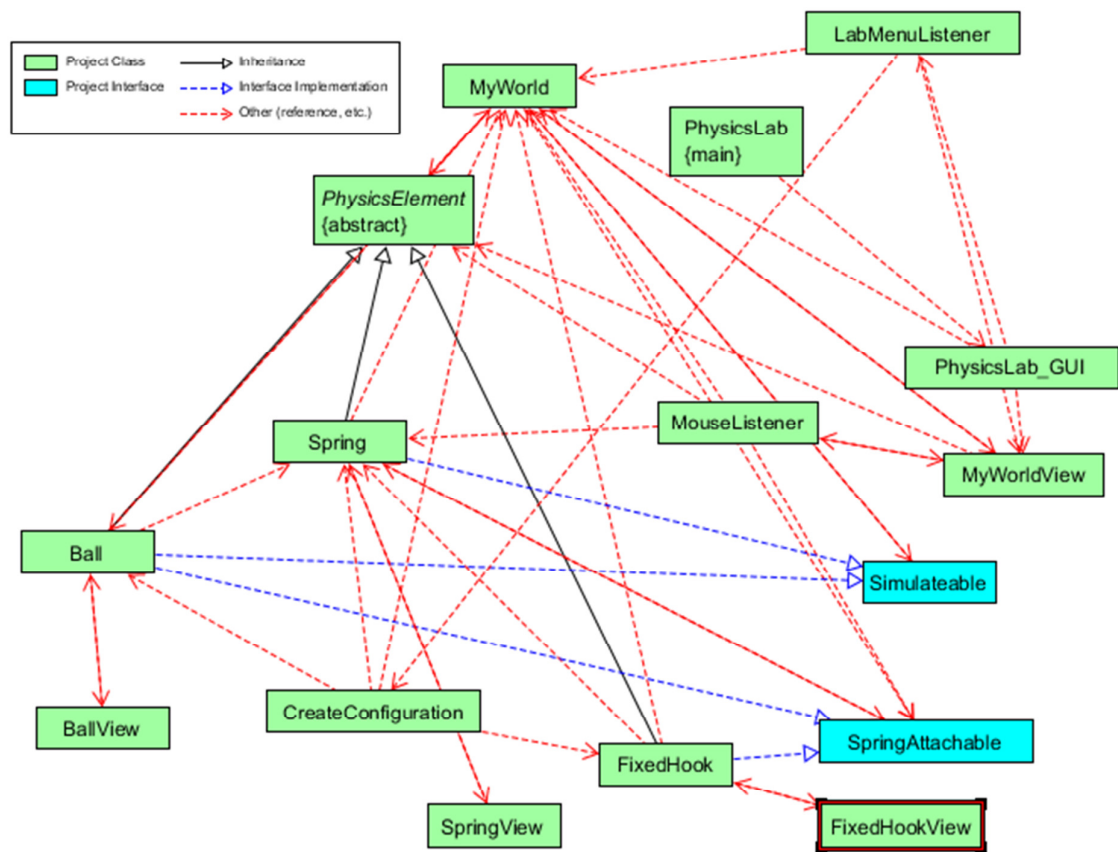 LabMenuListener
Project Class
Inheritance
Project Interface
Interface Implementation
Other (reference, etc.)
MyWorld
PhysicsLab
{main}
PhysicsElement
{abstract}
PhysicsLab_GUI
MouseListener
Spring
MyWorldView
Ball
Simulateable
CreateConfiguration
BallView
SpringAttachable
FixedHook
SpringView
FixedHookView